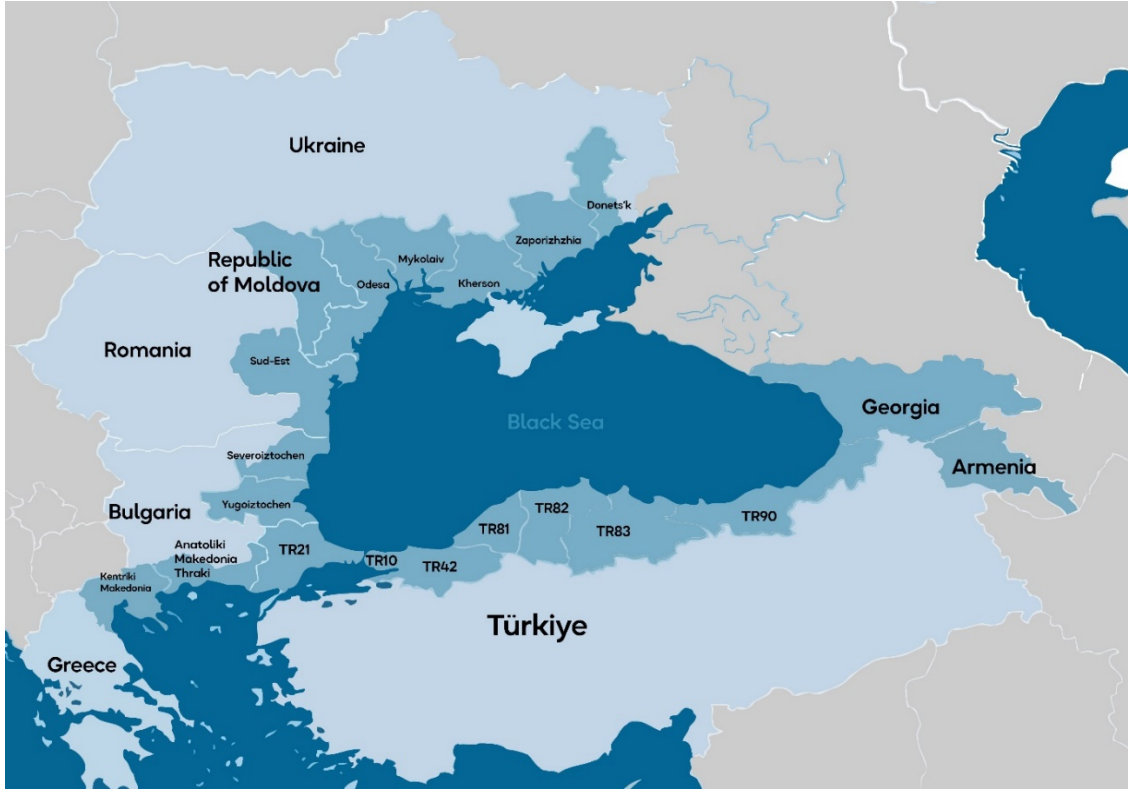 Ukraine
Donets'k
Zaporizhzhia
Mykolaiv
Republic
of Moldova
Odesa
Kherson
Romania
Sud-Est
Georgia
Black Sea
Severoiztochen
Armenia
Yugoiztochen
Bulgaria
TR82
TR90
TR81
TR83
Anatoliki
Makedonia
Thraki
TR21
TR10
TR42
Kentriki
Makedonia
Türkiye
Greece